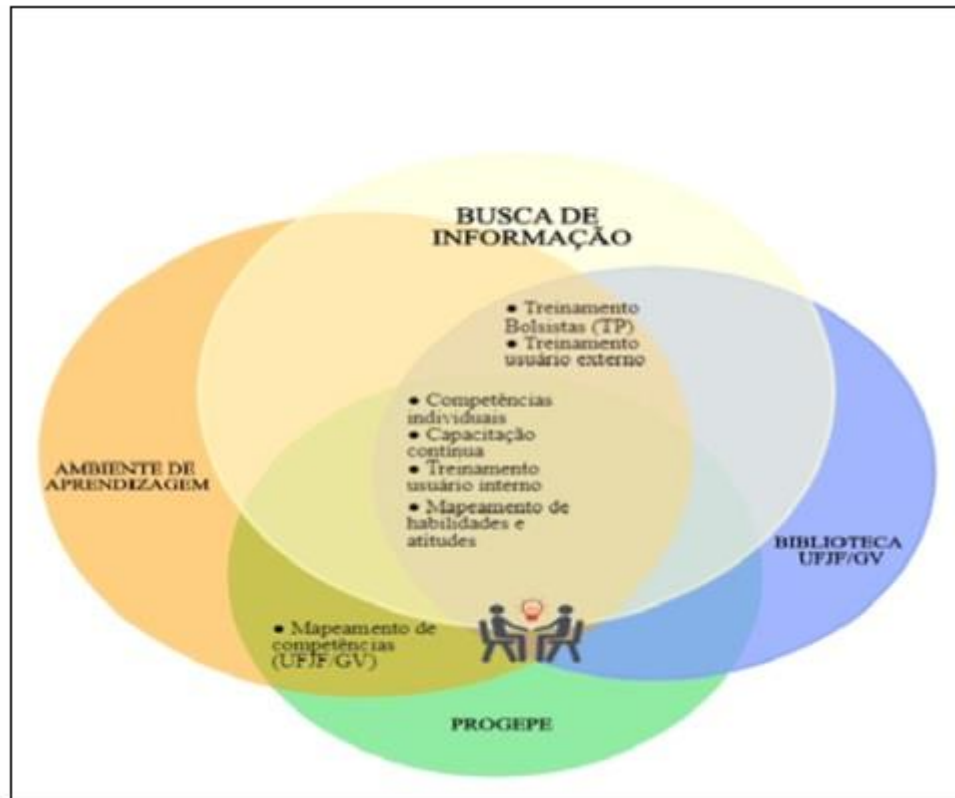 BUSCA DE
INFORMAÇÃO
● Treinamento
Bolsistas (TP)
● Treinamento
usuário externo
● Competências
individuais
● Capacitação
contínua
● Treinamento
usuário interno
● Mapeamento de
habilidades e
atitudes
AMBIENTE DE
APRENDIZAGEM
BIBLIOTECA
UFJF/GV
● Mapeamento de
competências
(UFJF/GV)
PROGEPE